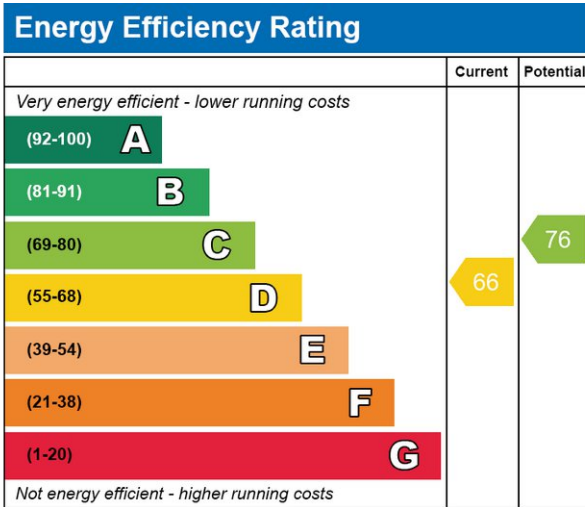 Energy Efficiency Rating
Current Potential
Very energy efficient - lower running costs
(92-100) A
(81-91) B
(69-80) C
76
(55-68) D
66
(39-54) E
(21-38) F
(1-20) G
Not energy efficient - higher running costs